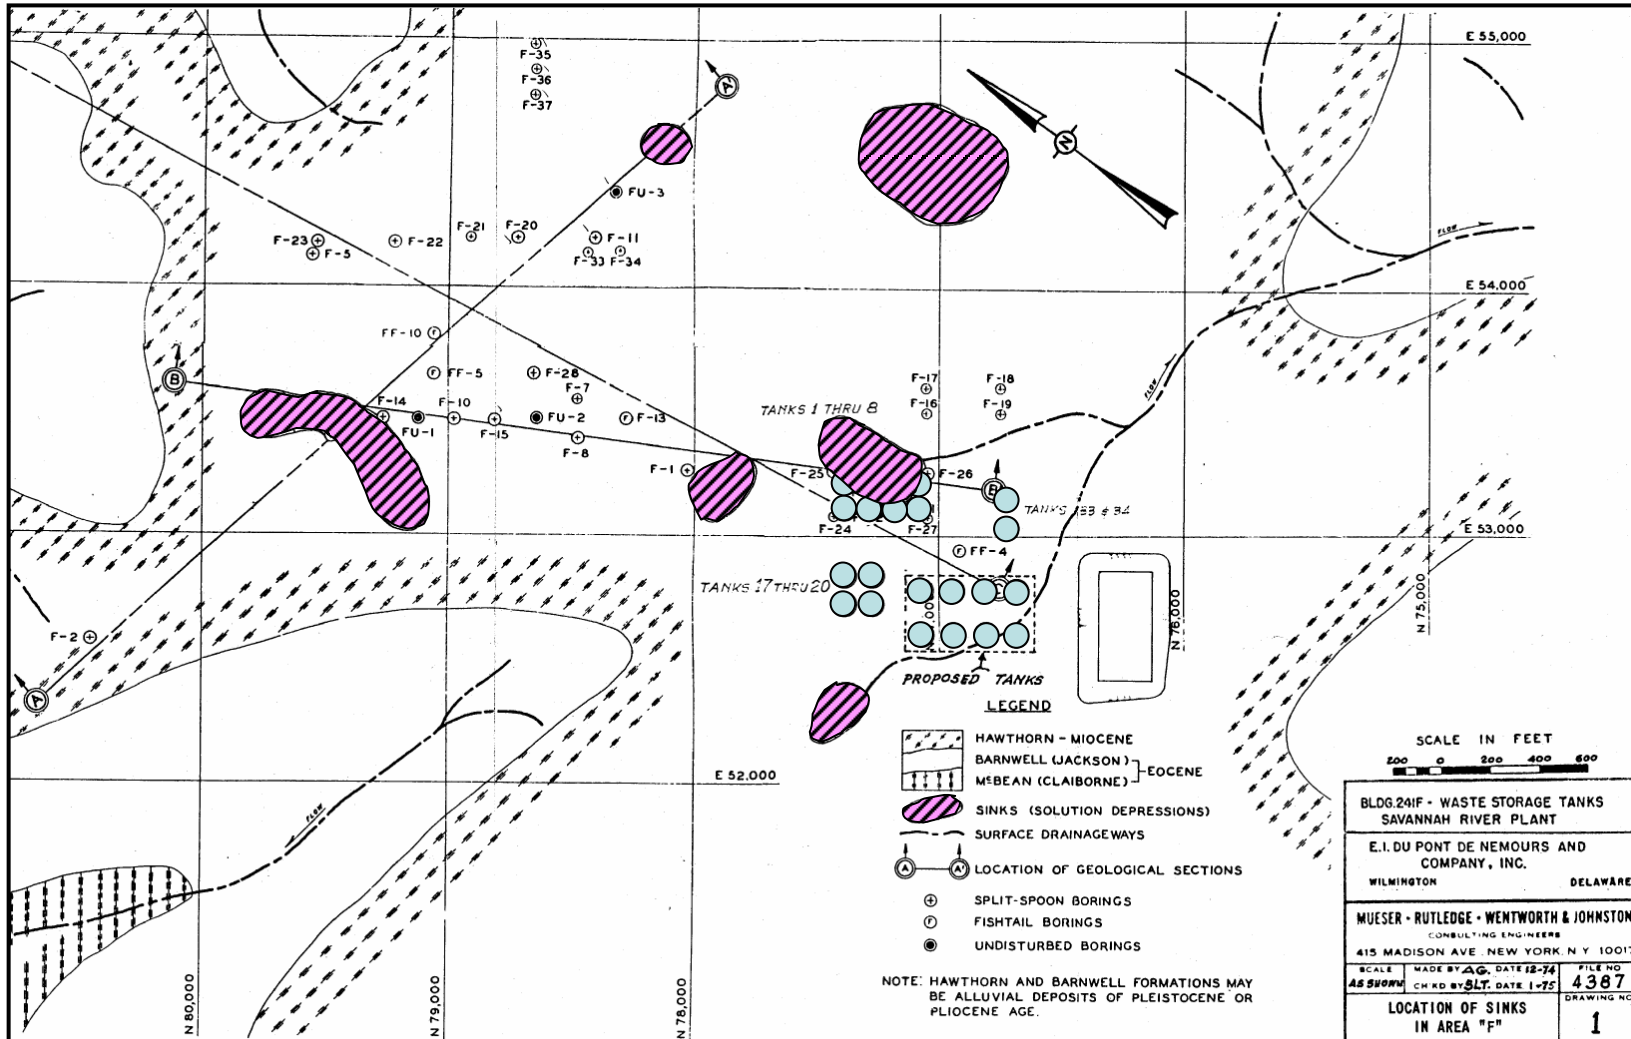 E 55,000
F-35
F-36
F-37
A'
N
FU-3
F-23
F-5
F-22
F-21
F-20
F-11
F-33 F-34
FLOW
E 54,000
FF-10
B
FF-5
F-28
F-7
F-14
FU-1
F-10
F-15
FU-2
F-8
F-13
F-1
TANKS 1 THRU 8
F-17
F-16
F-18
F-19
FLOW
F-25
F-26
B'
TANKS 33 & 34
F-24
F-27
E 53,000
FF-4
TANKS 17 THRU 20
F-2
A
N 76,000
N 75,000
PROPOSED TANKS
E 52,000
FLOW
N 80,000
N 79,000
N 78,000
LEGEND
HAWTHORN - MIOCENE
BARNWELL (JACKSON)
McBEAN (CLAIBORNE)
EOCENE
SINKS (SOLUTION DEPRESSIONS)
SURFACE DRAINAGEWAYS
A A' LOCATION OF GEOLOGICAL SECTIONS
SPLIT-SPOON BORINGS
F FISHTAIL BORINGS
UNDISTURBED BORINGS
NOTE: HAWTHORN AND BARNWELL FORMATIONS MAY
BE ALLUVIAL DEPOSITS OF PLEISTOCENE OR
PLIOCENE AGE.
SCALE IN FEET
200 0 200 400 600
BLDG. 241F - WASTE STORAGE TANKS
SAVANNAH RIVER PLANT
E.I. DU PONT DE NEMOURS AND
COMPANY, INC.
WILMINGTON DELAWARE
MUESER · RUTLEDGE · WENTWORTH & JOHNSTON
CONSULTING ENGINEERS
415 MADISON AVE. NEW YORK, N Y 10017
SCALE
AS SHOWN
MADE BY A.G. DATE 12-74
CH'KD BY SLT. DATE 1-75
FILE NO
4387
LOCATION OF SINKS
IN AREA "F"
DRAWING NO
1